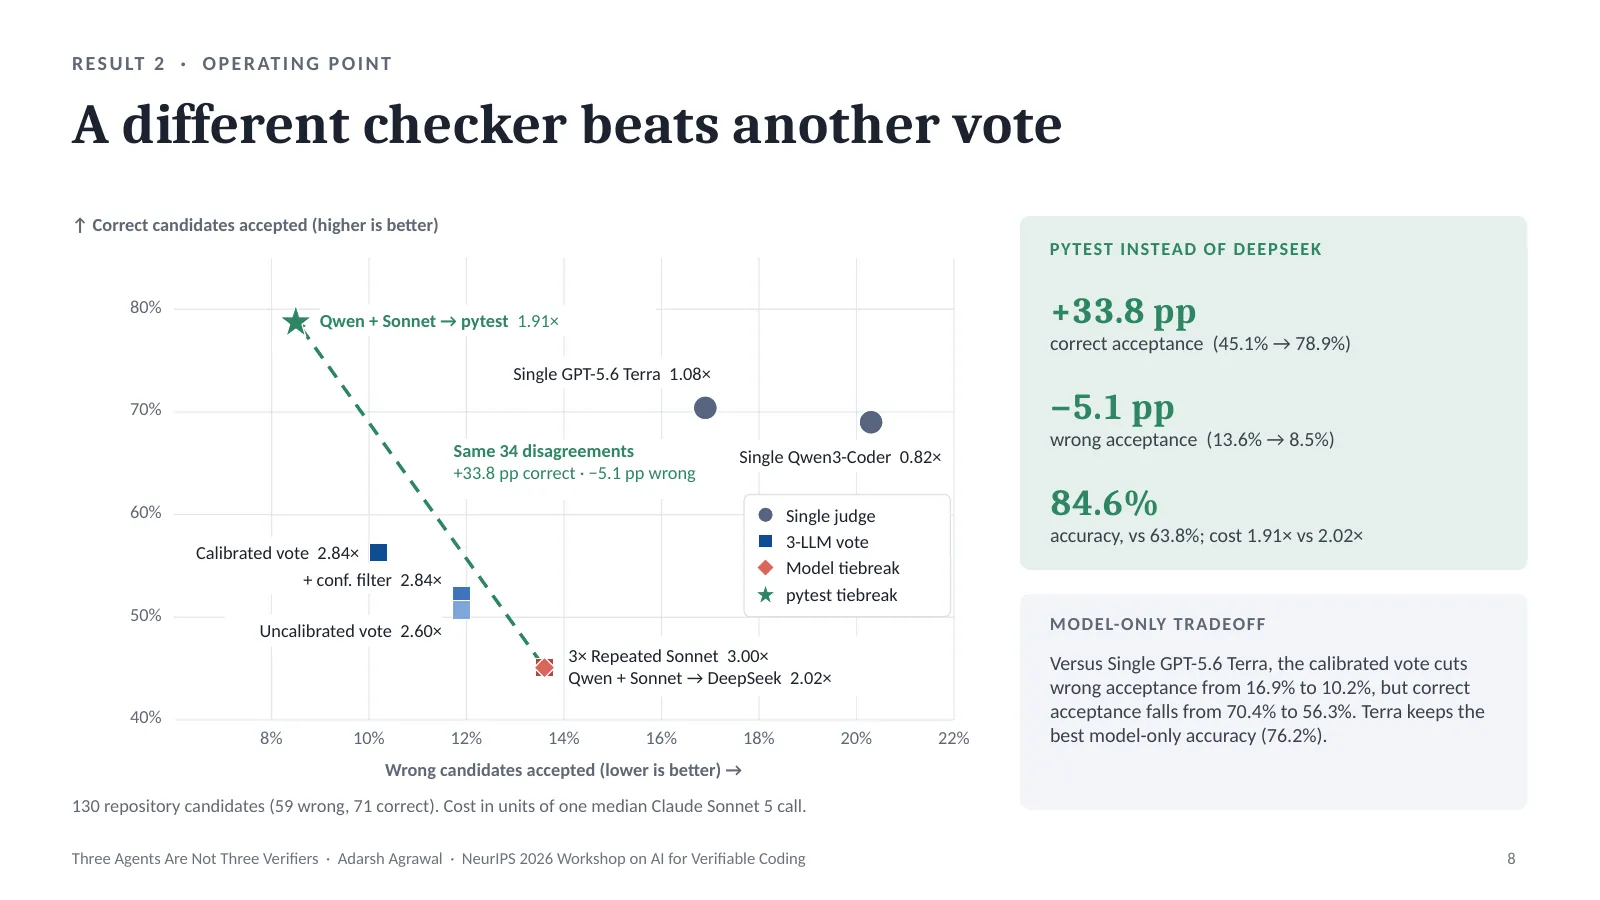 RESULT 2 · OPERATING POINT
A different checker beats another vote
↑ Correct candidates accepted (higher is better)
80%
70%
60%
50%
40%
Qwen + Sonnet → pytest 1.91×
Single GPT-5.6 Terra 1.08×
Same 34 disagreements
+33.8 pp correct · −5.1 pp wrong
Single Qwen3-Coder 0.82×
Single judge
3-LLM vote
Model tiebreak
pytest tiebreak
Calibrated vote 2.84×
+ conf. filter 2.84×
Uncalibrated vote 2.60×
3× Repeated Sonnet 3.00×
Qwen + Sonnet → DeepSeek 2.02×
8% 10% 12% 14% 16% 18% 20% 22%
Wrong candidates accepted (lower is better) →
130 repository candidates (59 wrong, 71 correct). Cost in units of one median Claude Sonnet 5 call.
PYTEST INSTEAD OF DEEPSEEK
+33.8 pp
correct acceptance (45.1% → 78.9%)
−5.1 pp
wrong acceptance (13.6% → 8.5%)
84.6%
accuracy, vs 63.8%; cost 1.91× vs 2.02×
MODEL-ONLY TRADEOFF
Versus Single GPT-5.6 Terra, the calibrated vote cuts
wrong acceptance from 16.9% to 10.2%, but correct
acceptance falls from 70.4% to 56.3%. Terra keeps the
best model-only accuracy (76.2%).
Three Agents Are Not Three Verifiers · Adarsh Agrawal · NeurIPS 2026 Workshop on AI for Verifiable Coding
8